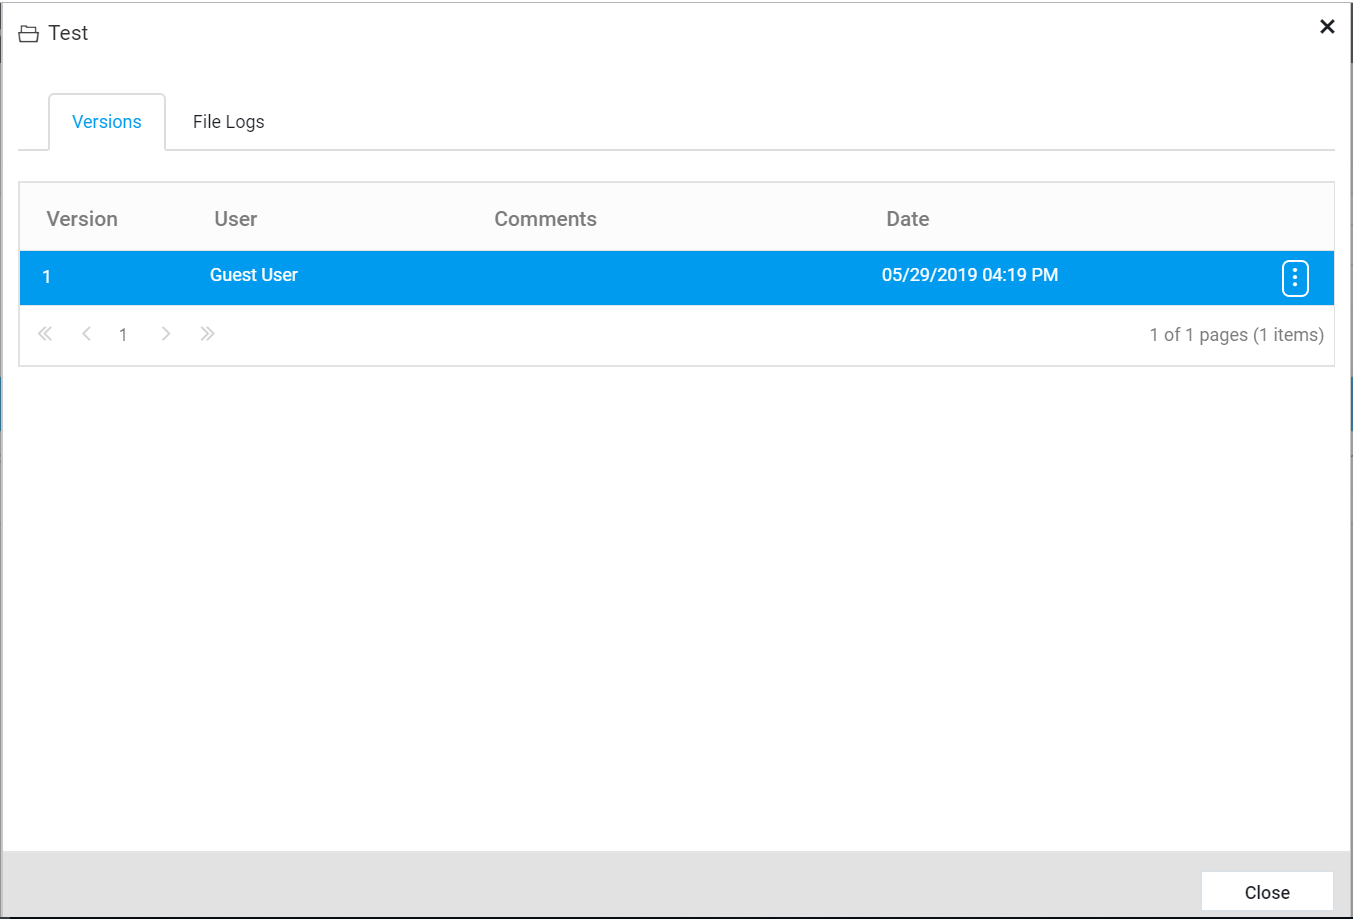 Test
Versions File Logs
Version User Comments Date
1 Guest User 05/29/2019 04:19 PM
1 1 of 1 pages (1 items)
Close